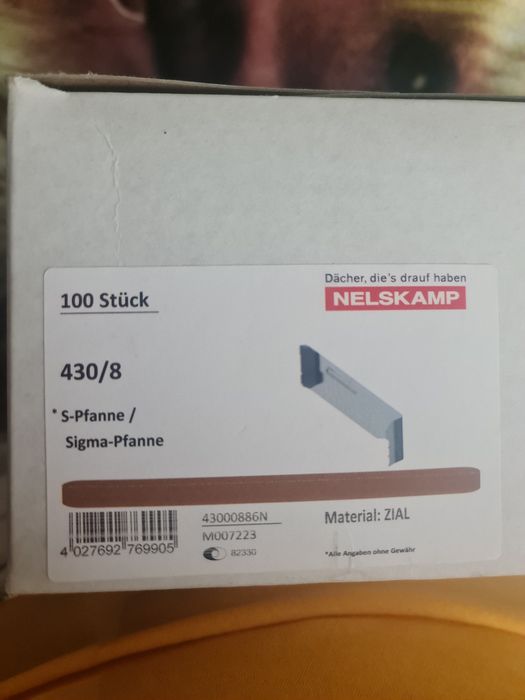 100 Stück
Dächer, die's drauf haben
NELSKAMP
430/8
* S-Pfanne /
Sigma-Pfanne
43000886N
M007223
82330
Material: ZIAL
4 027692 769905
*Alle Angaben ohne Gewähr